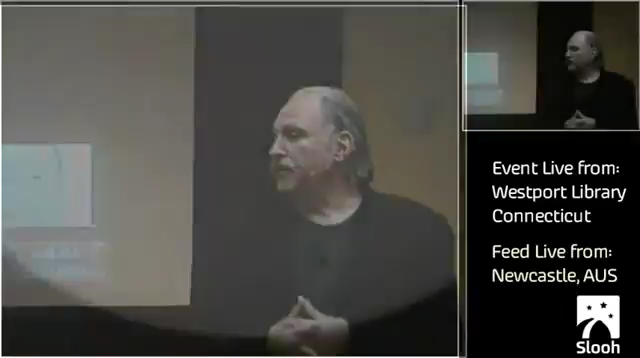 Event Live from:
Westport Library
Connecticut
Feed Live from:
Newcastle, AUS
Slooh